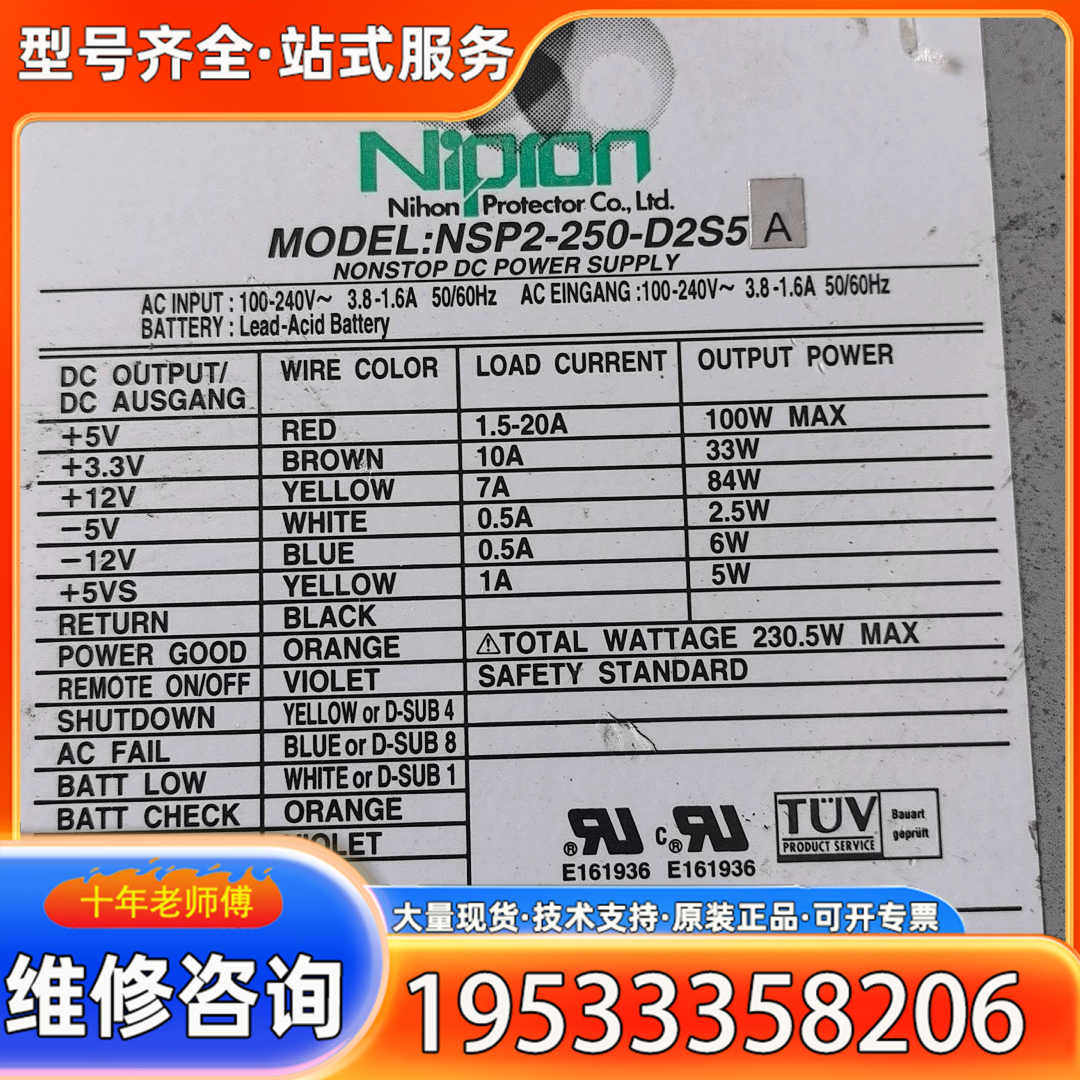 型号齐全·站式服务
Nipron
Nihon Protector Co., Ltd.
MODEL:NSP2-250-D2S5 A
NONSTOP DC POWER SUPPLY
AC INPUT : 100-240V~ 3.8-1.6A 50/60Hz AC EINGANG :100-240V~ 3.8-1.6A 50/60Hz
BATTERY : Lead-Acid Battery
DC OUTPUT/ WIRE COLOR LOAD CURRENT OUTPUT POWER
DC AUSGANG
+5V RED 1.5-20A 100W MAX
+3.3V BROWN 10A 33W
+12V YELLOW 7A 84W
-5V WHITE 0.5A 2.5W
-12V BLUE 0.5A 6W
+5VS YELLOW 1A 5W
RETURN BLACK
POWER GOOD ORANGE ⚠TOTAL WATTAGE 230.5W MAX
REMOTE ON/OFF VIOLET SAFETY STANDARD
SHUTDOWN YELLOW or D-SUB 4
AC FAIL BLUE or D-SUB 8
BATT LOW WHITE or D-SUB 1
BATT CHECK ORANGE
VIOLET
RU ® c RU ® TÜV Bauart geprüft
PRODUCT SERVICE
E161936 E161936
十年老师傅
大量现货·技术支持·原装正品·可开专票
维修咨询 19533358206